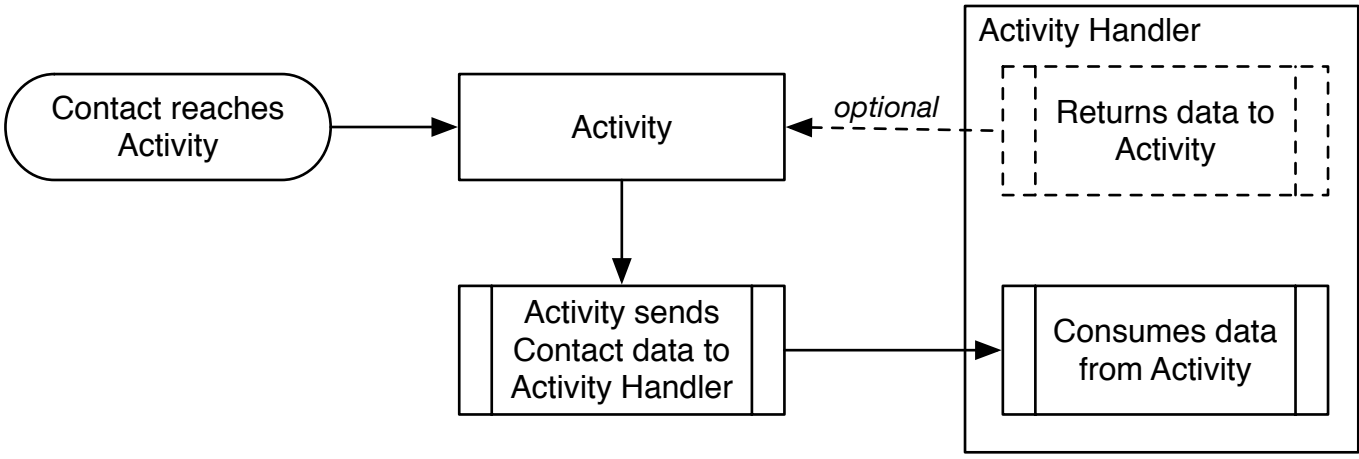 Activity Handler
Contact reaches
Activity
Activity
optional
Returns data to
Activity
Activity sends
Contact data to
Activity Handler
Consumes data
from Activity